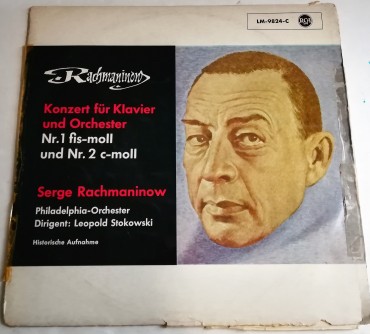 LM-9824-C RCA
Rachmaninow
Konzert für Klavier
und Orchester
Nr.1 fis-moll
und Nr. 2 c-moll
Serge Rachmaninow
Philadelphia-Orchester
Dirigent: Leopold Stokowski
Historische Aufnahme